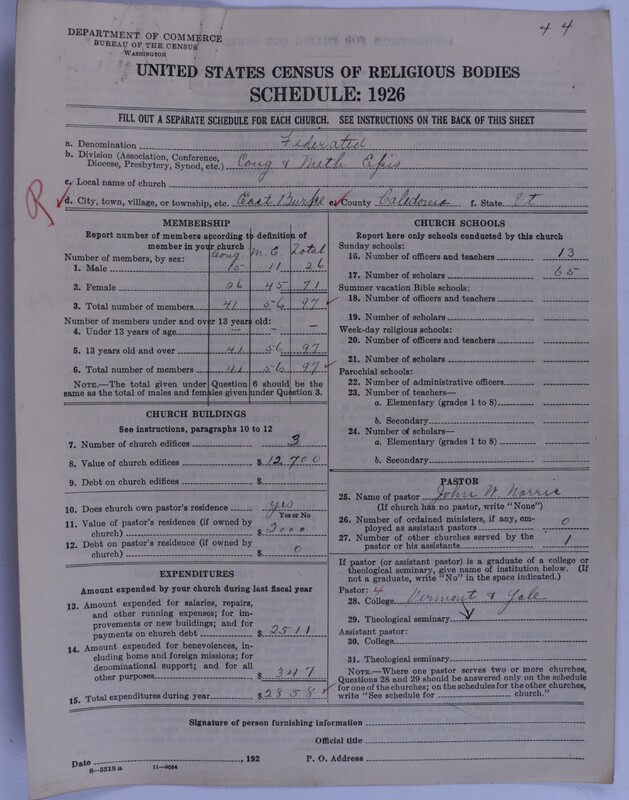 44
DEPARTMENT OF COMMERCE
BUREAU OF THE CENSUS
WASHINGTON
UNITED STATES CENSUS OF RELIGIOUS BODIES
SCHEDULE: 1926
FILL OUT A SEPARATE SCHEDULE FOR EACH CHURCH. SEE INSTRUCTIONS ON THE BACK OF THIS SHEET
a. Denomination Federated
b. Division (Association, Conference, Diocese, Presbytery, Synod, etc.) Cong & Meth Epis
c. Local name of church
R d. City, town, village, or township, etc. East Burke e. County Caledonia f. State Vt
MEMBERSHIP
Report number of members according to definition of
member in your church
Cong M. E. Total
Number of members, by sex:
1. Male 15 11 26
2. Female 26 45 71
3. Total number of members 41 56 97
Number of members under and over 13 years old:
4. Under 13 years of age – – –
5. 13 years old and over 41 56 97
6. Total number of members 41 56 97
NOTE.—The total given under Question 6 should be the
same as the total of males and females given under Question 3.
CHURCH BUILDINGS
See instructions, paragraphs 10 to 12
7. Number of church edifices 3
8. Value of church edifices $ 12,700
9. Debt on church edifices $
10. Does church own pastor's residence yes
Yes or No
11. Value of pastor's residence (if owned by
church) $ 2000
12. Debt on pastor's residence (if owned by
church) $ 0
EXPENDITURES
Amount expended by your church during last fiscal year
13. Amount expended for salaries, repairs,
and other running expenses; for im-
provements or new buildings; and for
payments on church debt $ 2511
14. Amount expended for benevolences, in-
cluding home and foreign missions; for
denominational support; and for all
other purposes $ 347
15. Total expenditures during year $ 2858
CHURCH SCHOOLS
Report here only schools conducted by this church
Sunday schools:
16. Number of officers and teachers 13
17. Number of scholars 65
Summer vacation Bible schools:
18. Number of officers and teachers
19. Number of scholars
Week-day religious schools:
20. Number of officers and teachers
21. Number of scholars
Parochial schools:
22. Number of administrative officers
23. Number of teachers—
a. Elementary (grades 1 to 8)
b. Secondary
24. Number of scholars—
a. Elementary (grades 1 to 8)
b. Secondary
PASTOR
25. Name of pastor John W. Norris
(If church has no pastor, write "None")
26. Number of ordained ministers, if any, em-
ployed as assistant pastors 0
27. Number of other churches served by the
pastor or his assistants 1
If pastor (or assistant pastor) is a graduate of a college or
theological seminary, give name of institution below. (If
not a graduate, write "No" in the space indicated.)
Pastor: 4
28. College Vermont & Yale
29. Theological seminary
Assistant pastor:
30. College
31. Theological seminary
NOTE.—Where one pastor serves two or more churches,
Questions 28 and 29 should be answered only on the schedule
for one of the churches; on the schedules for the other churches,
write "See schedule for church."
Signature of person furnishing information
Official title
Date , 192 P. O. Address
8—5518a 11—9054